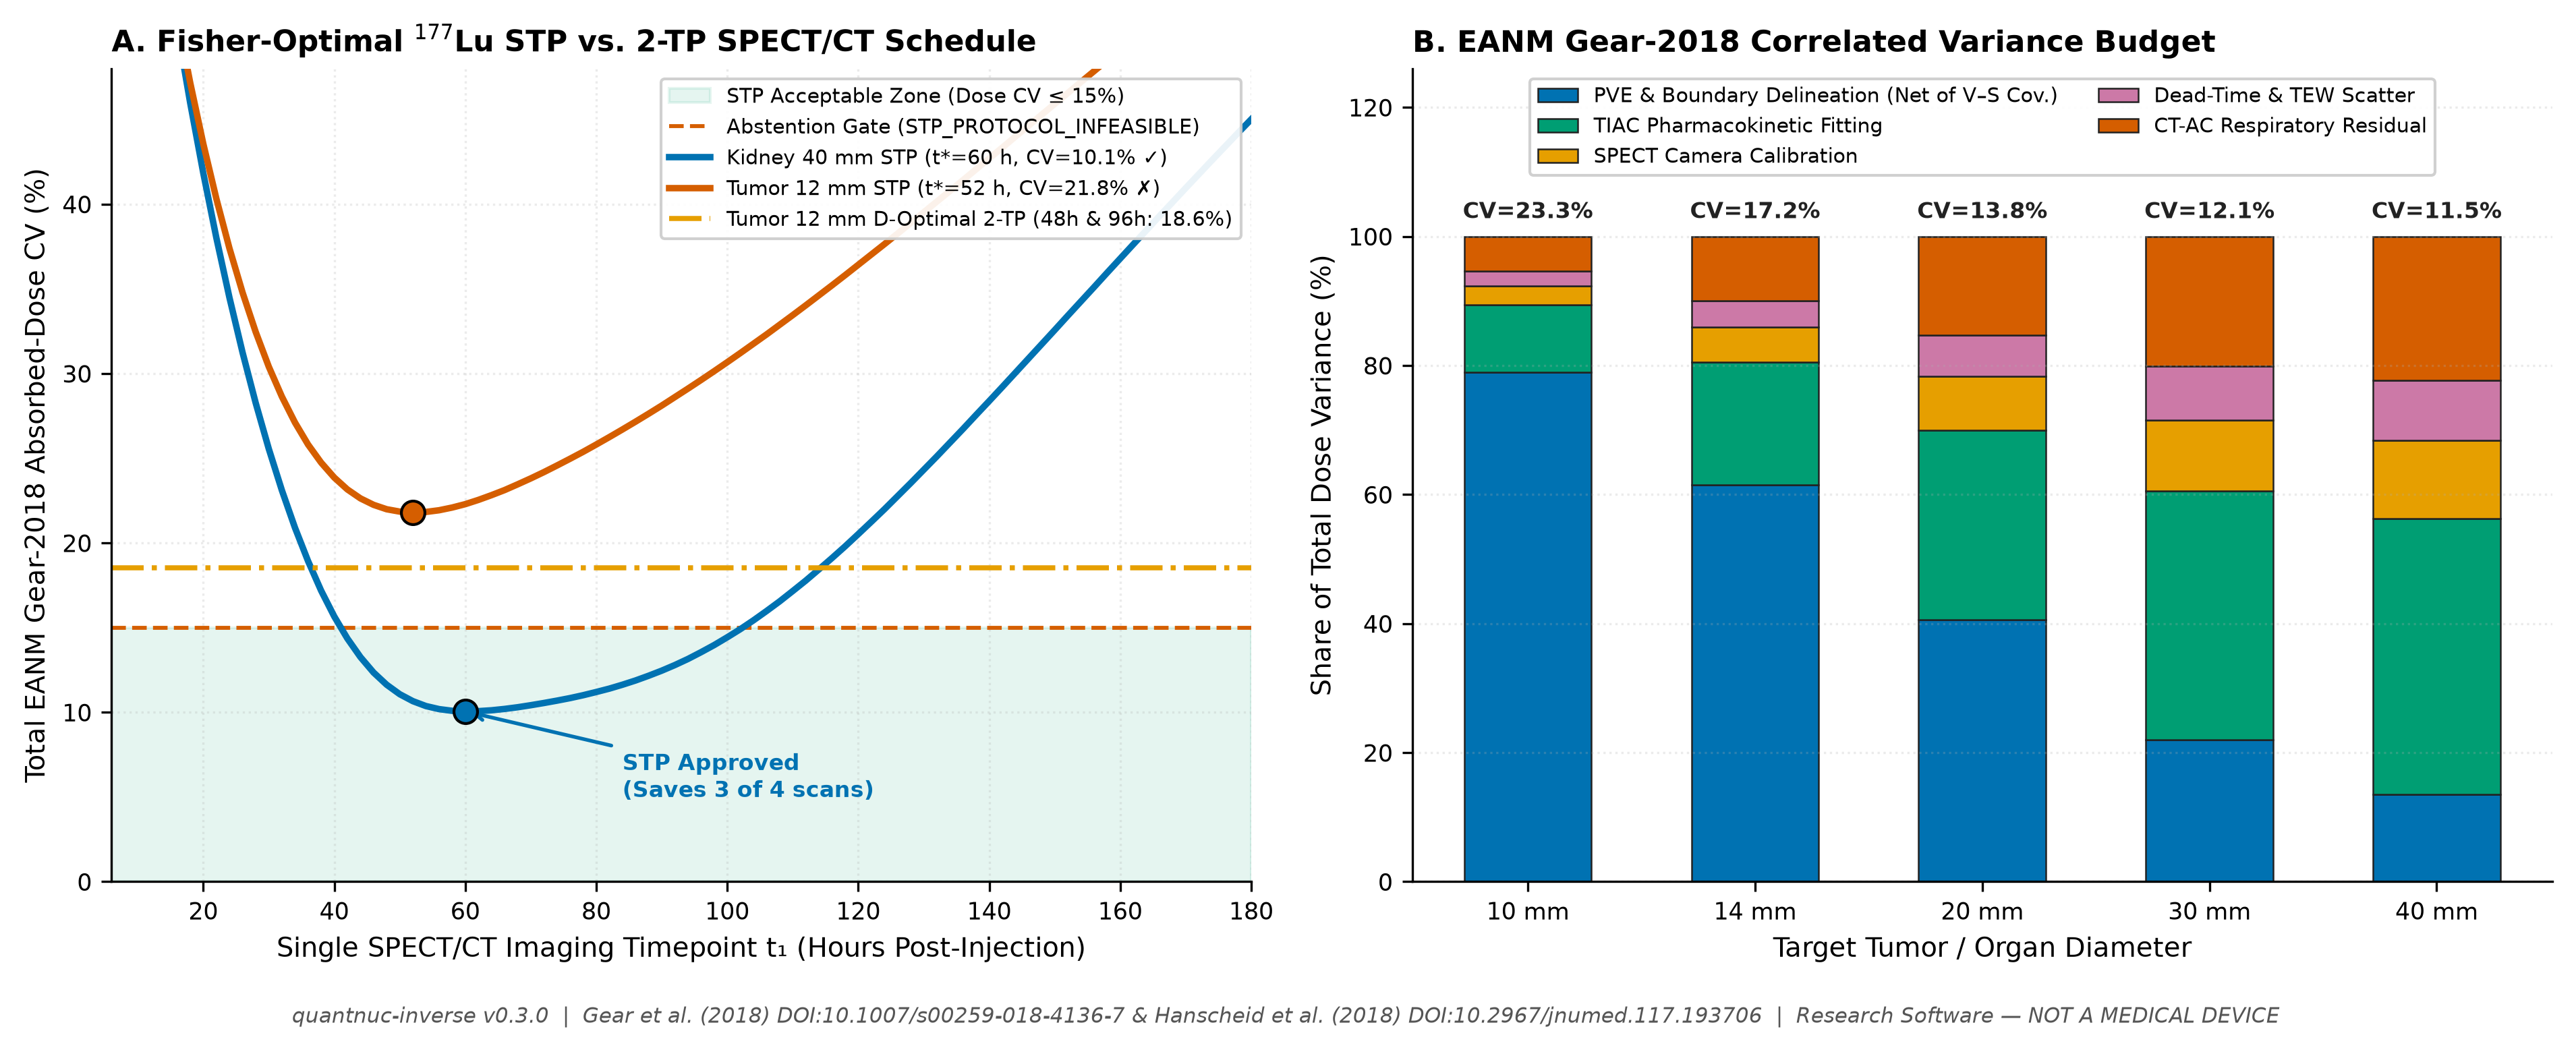 A. Fisher-Optimal ¹⁷⁷Lu STP vs. 2-TP SPECT/CT Schedule
Total EANM Gear-2018 Absorbed-Dose CV (%)
40
30
20
10
0
STP Acceptable Zone (Dose CV ≤ 15%)
Abstention Gate (STP_PROTOCOL_INFEASIBLE)
Kidney 40 mm STP (t*=60 h, CV=10.1% ✓)
Tumor 12 mm STP (t*=52 h, CV=21.8% ✗)
Tumor 12 mm D-Optimal 2-TP (48h & 96h: 18.6%)
STP Approved
(Saves 3 of 4 scans)
20 40 60 80 100 120 140 160 180
Single SPECT/CT Imaging Timepoint t₁ (Hours Post-Injection)
B. EANM Gear-2018 Correlated Variance Budget
Share of Total Dose Variance (%)
120
100
80
60
40
20
0
PVE & Boundary Delineation (Net of V–S Cov.)
TIAC Pharmacokinetic Fitting
SPECT Camera Calibration
Dead-Time & TEW Scatter
CT-AC Respiratory Residual
CV=23.3% CV=17.2% CV=13.8% CV=12.1% CV=11.5%
10 mm 14 mm 20 mm 30 mm 40 mm
Target Tumor / Organ Diameter
quantnuc-inverse v0.3.0 | Gear et al. (2018) DOI:10.1007/s00259-018-4136-7 & Hanscheid et al. (2018) DOI:10.2967/jnumed.117.193706 | Research Software — NOT A MEDICAL DEVICE